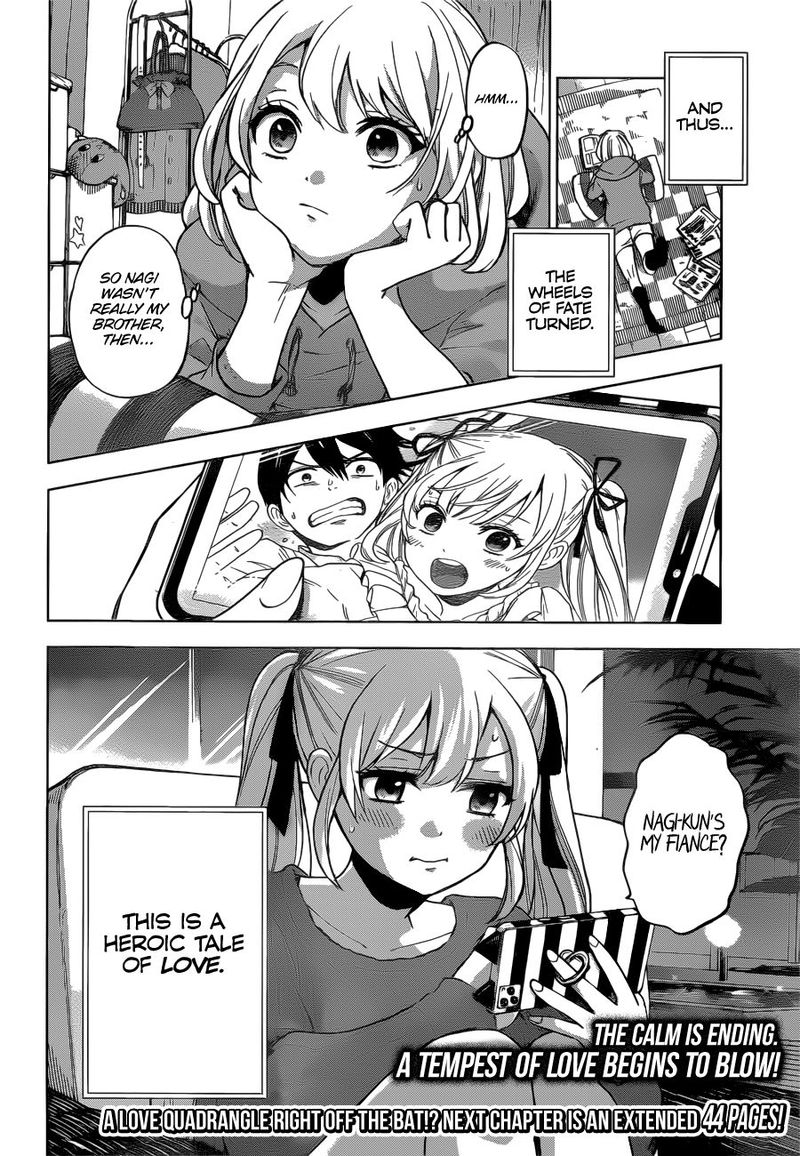 AND
THUS...
HMM...
THE
WHEELS
OF FATE
TURNED.
SO NAGI
WASN'T
REALLY MY
BROTHER,
THEN...
NAGI-KUN'S
MY FIANCE?
THIS IS A
HEROIC TALE
OF LOVE.
THE CALM IS ENDING.
A TEMPEST OF LOVE BEGINS TO BLOW!
A LOVE QUADRANGLE RIGHT OFF THE BAT!? NEXT CHAPTER IS AN EXTENDED 44 PAGES!